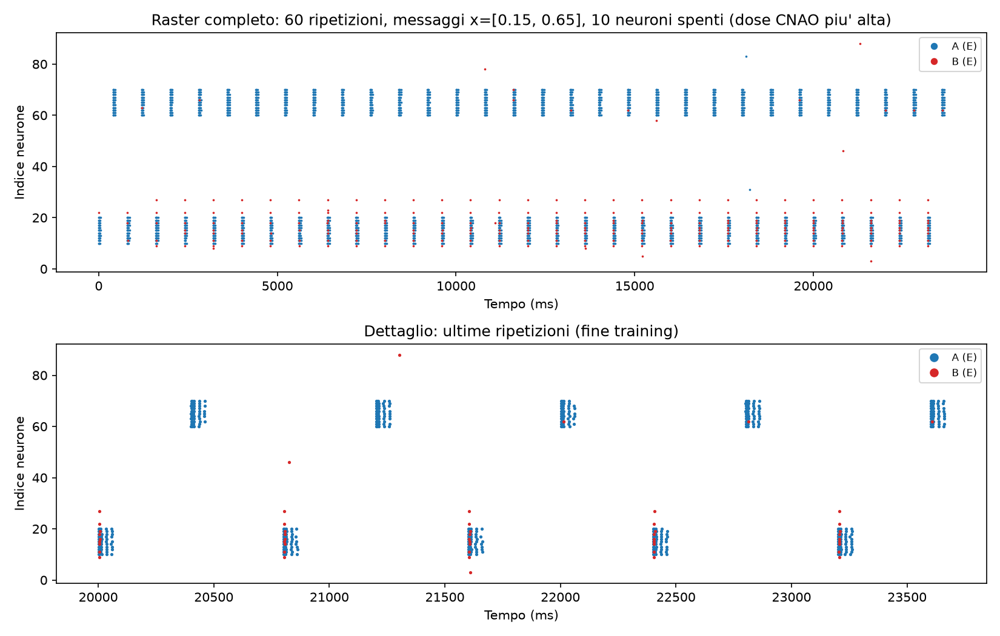 Raster completo: 60 ripetizioni, messaggi x=[0.15, 0.65], 10 neuroni spenti (dose CNAO piu' alta)
A (E)
B (E)
80
60
40
20
0
Indice neurone
0 5000 10000 15000 20000
Tempo (ms)
Dettaglio: ultime ripetizioni (fine training)
A (E)
B (E)
80
60
40
20
0
Indice neurone
20000 20500 21000 21500 22000 22500 23000 23500
Tempo (ms)